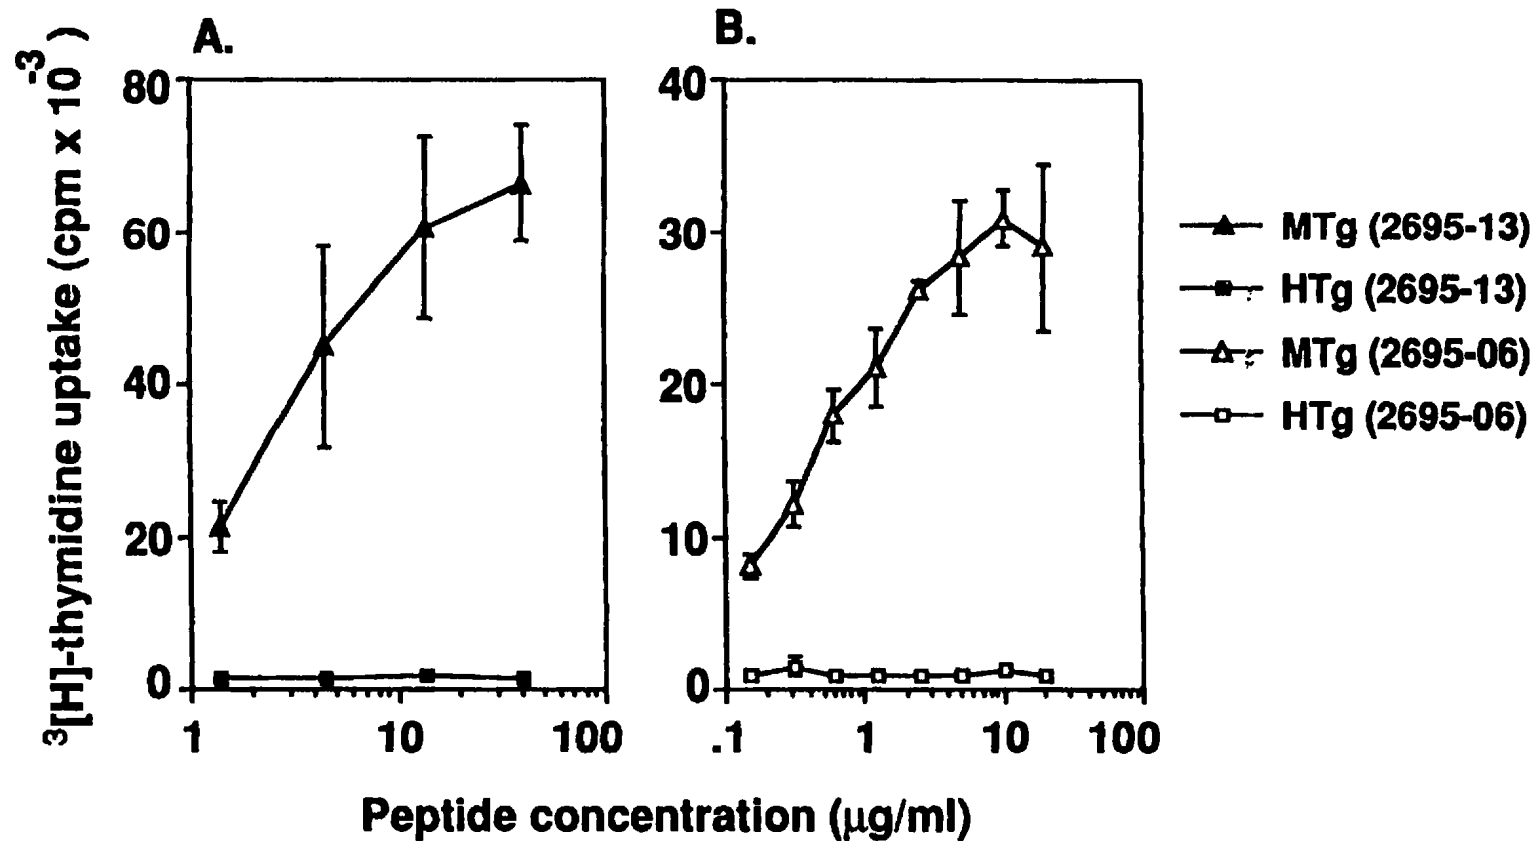 A.
B.
³[H]-thymidine uptake (cpm x 10⁻³)
80
60
40
20
0
1
10
100
40
30
20
10
0
.1
1
10
100
Peptide concentration (µg/ml)
MTg (2695-13)
HTg (2695-13)
MTg (2695-06)
HTg (2695-06)